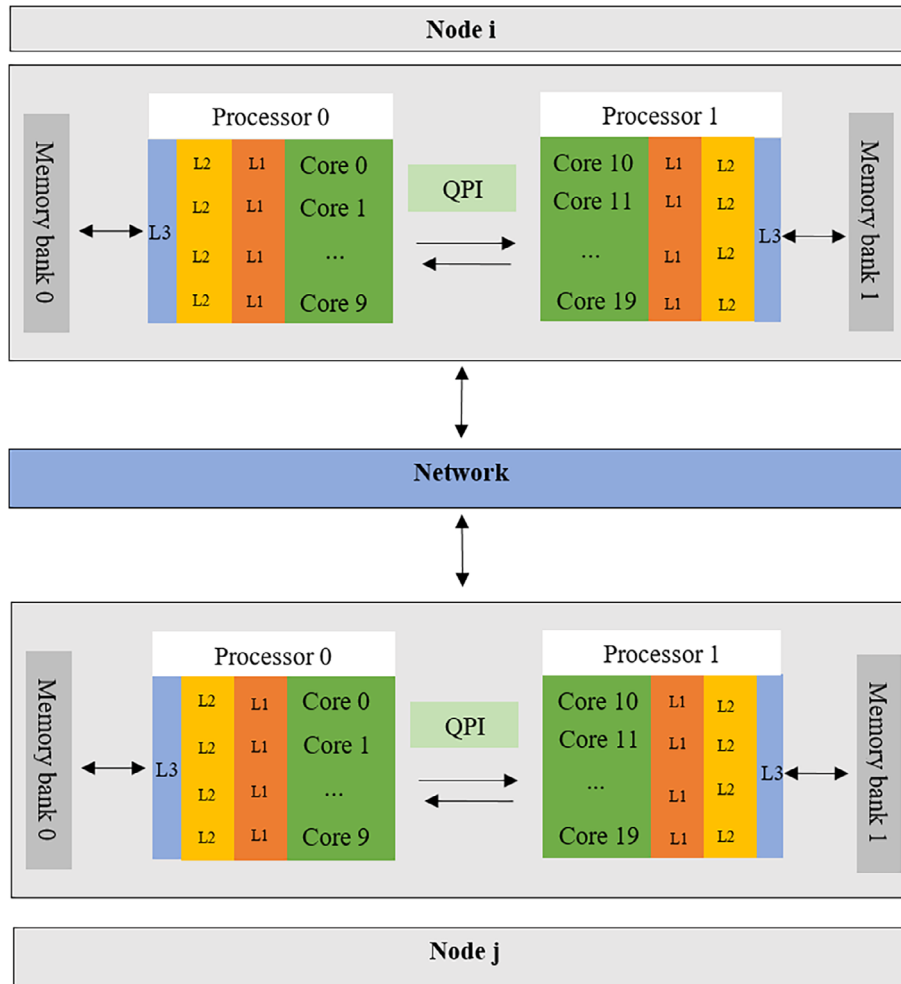 Node i
Memory bank 0
Processor 0
L3
L2 L1 Core 0
L2 L1 Core 1
L2 L1 ...
L2 L1 Core 9
QPI
Processor 1
Core 10 L1 L2
Core 11 L1 L2
... L1 L2
Core 19 L1 L2
L3
Memory bank 1
Network
Memory bank 0
Processor 0
L3
L2 L1 Core 0
L2 L1 Core 1
L2 L1 ...
L2 L1 Core 9
QPI
Processor 1
Core 10 L1 L2
Core 11 L1 L2
... L1 L2
Core 19 L1 L2
L3
Memory bank 1
Node j